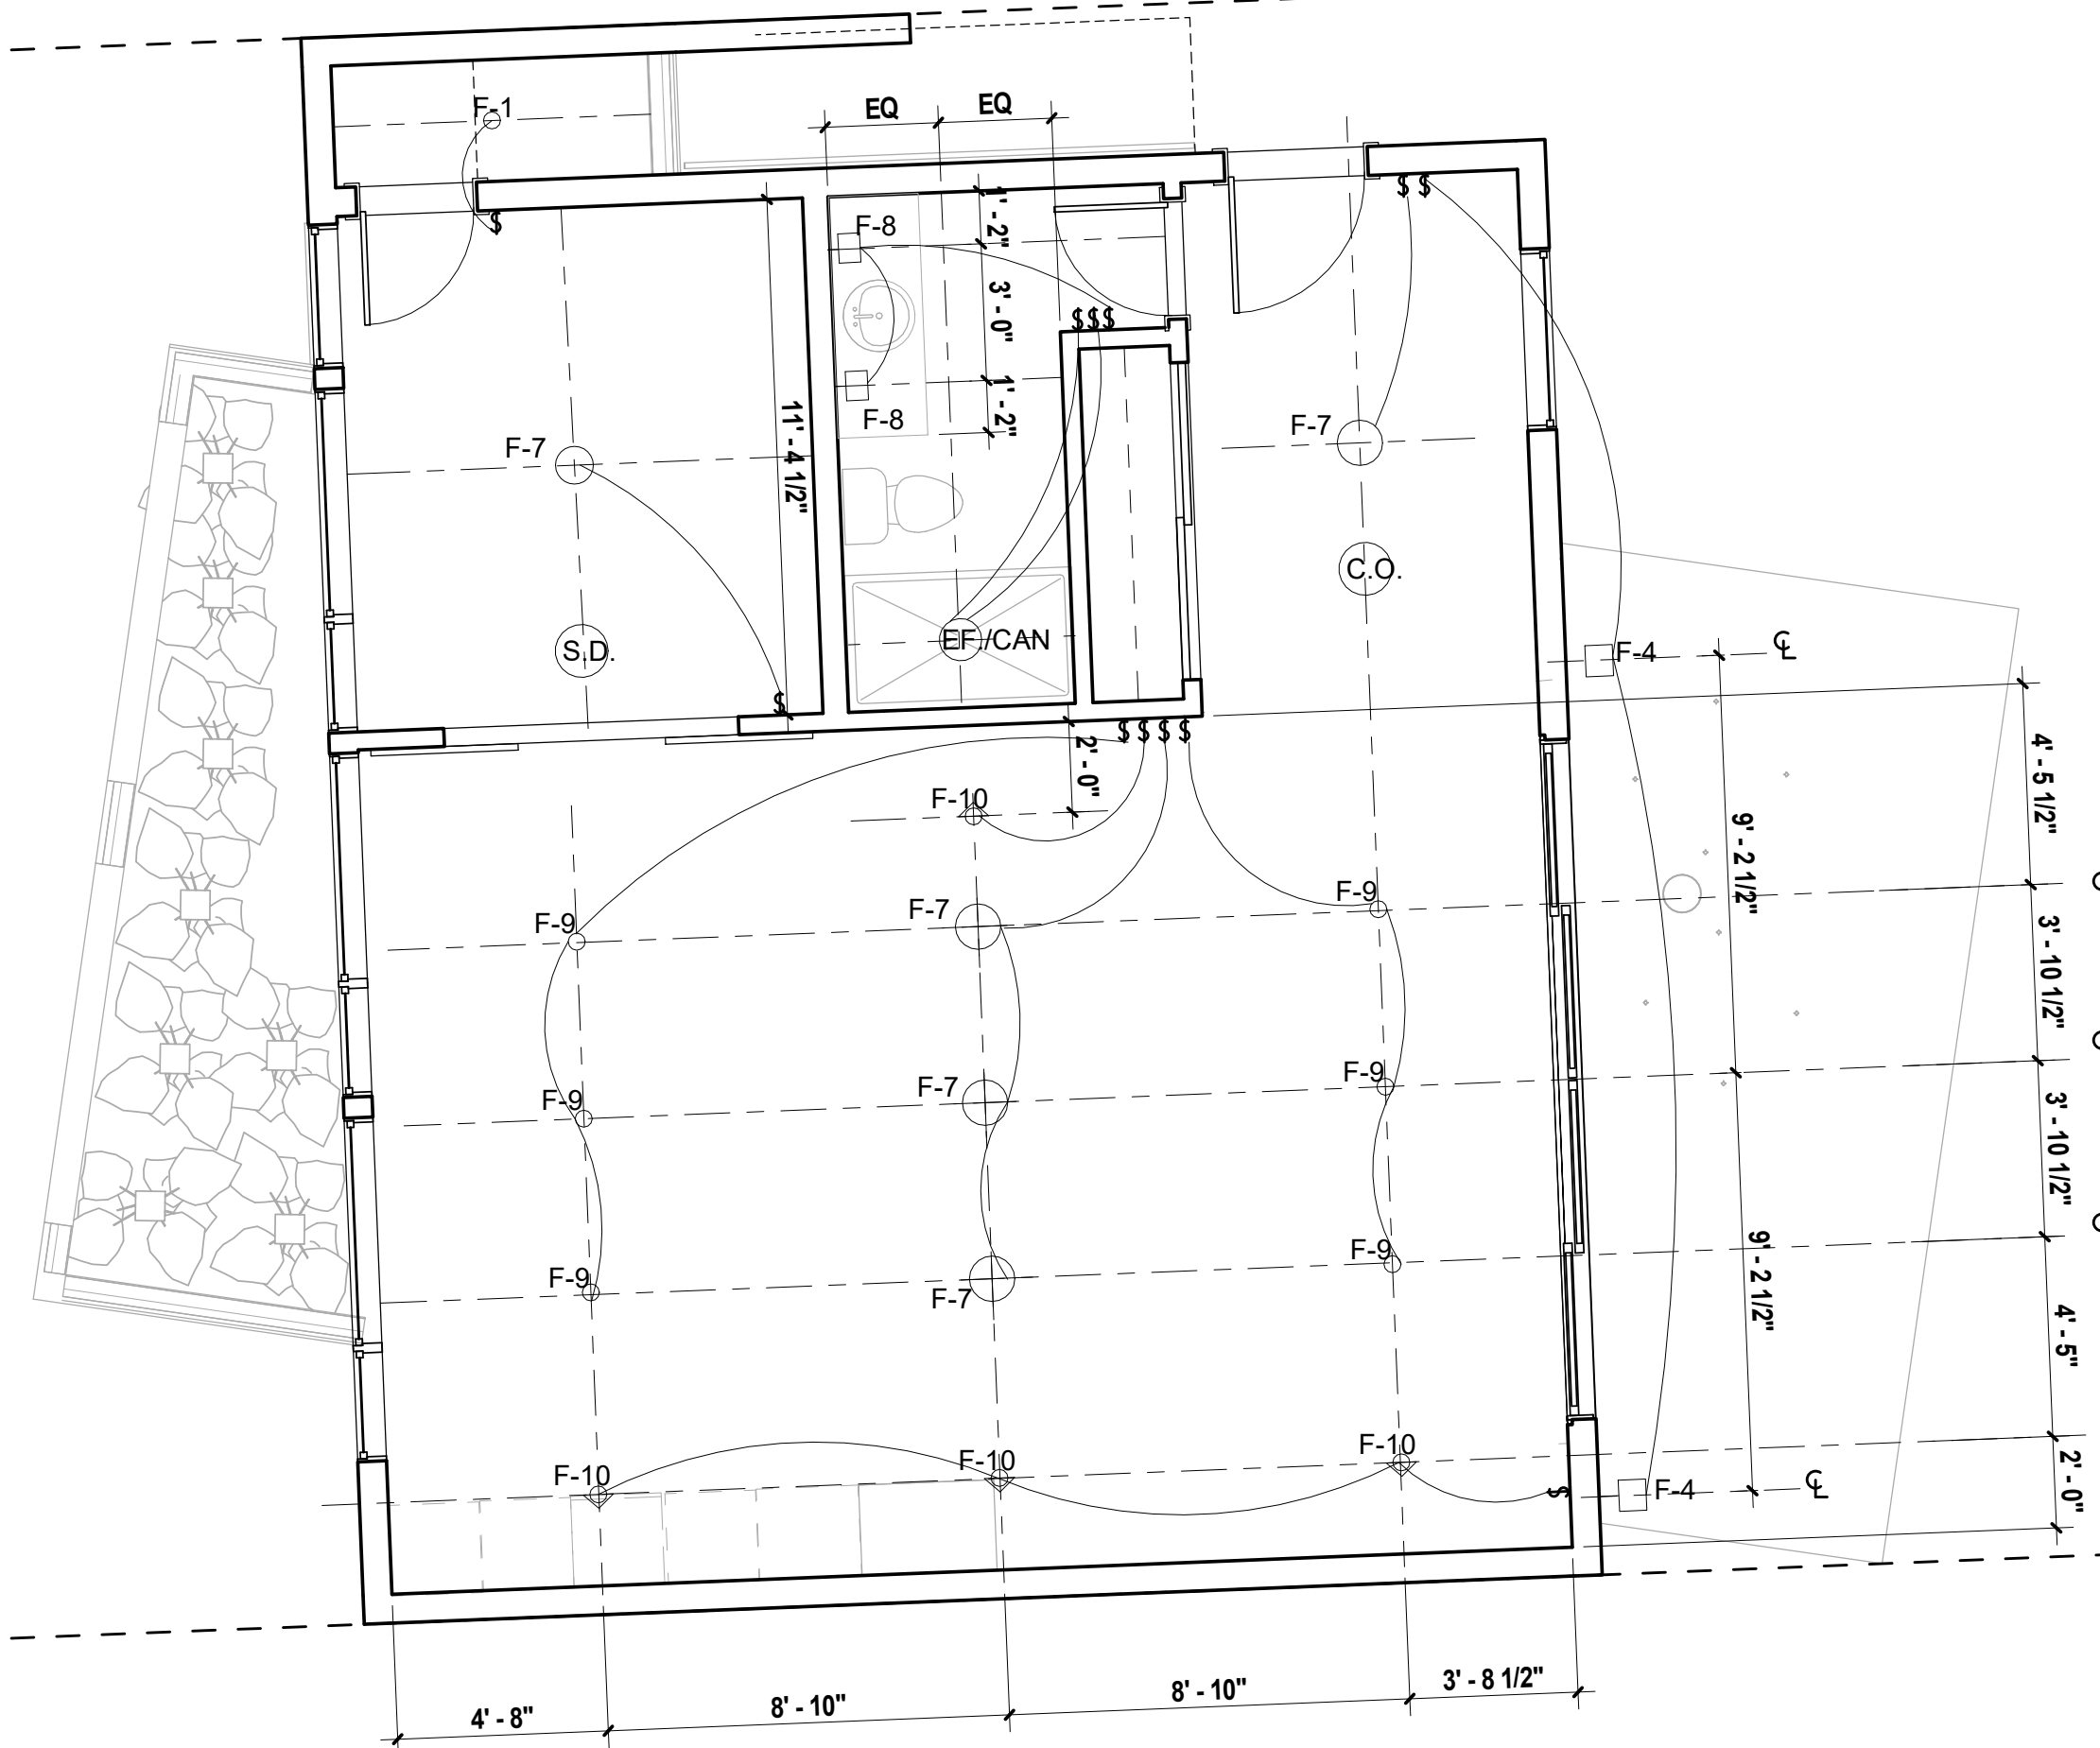 F-1
EQ
EQ
$ $
F-8
1' - 2"
$
3' - 0"
$$$
F-8
1' - 2"
11' - 4 1/2"
F-7
F-7
C.O.
S.D.
EF./CAN
F-4
℄
$
$ $ $ $
2' - 0"
4' - 5 1/2"
F-10
9' - 2 1/2"
F-9
F-7
F-9
3' - 10 1/2"
F-9
F-7
F-9
3' - 10 1/2"
F-9
F-7
F-9
9' - 2 1/2"
4' - 5"
F-10
F-10
F-10
$
F-4
℄
2' - 0"
4' - 8"
8' - 10"
8' - 10"
3' - 8 1/2"